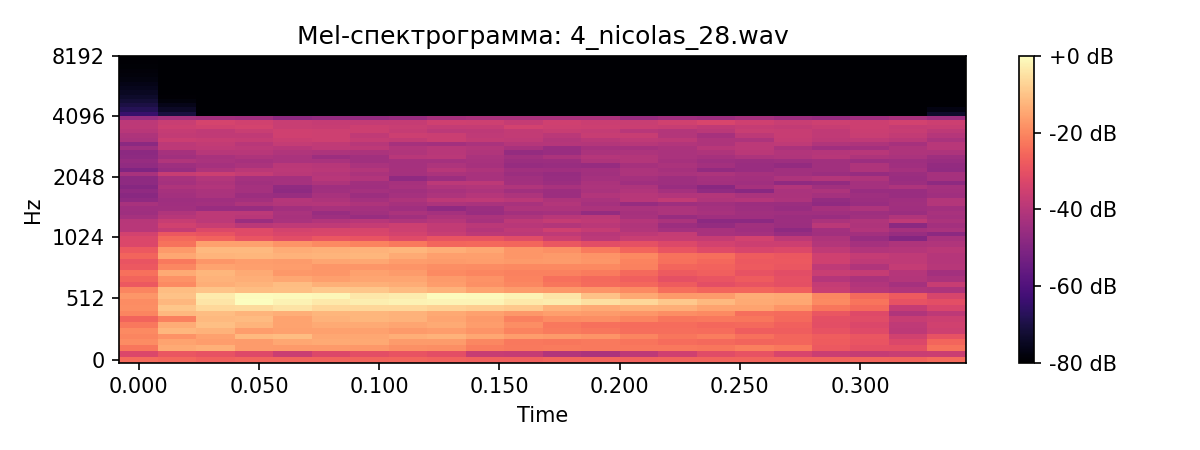 Mel-спектрограмма: 4_nicolas_28.wav
8192
4096
2048
1024
512
0
Hz
0.000 0.050 0.100 0.150 0.200 0.250 0.300
Time
+0 dB
-20 dB
-40 dB
-60 dB
-80 dB